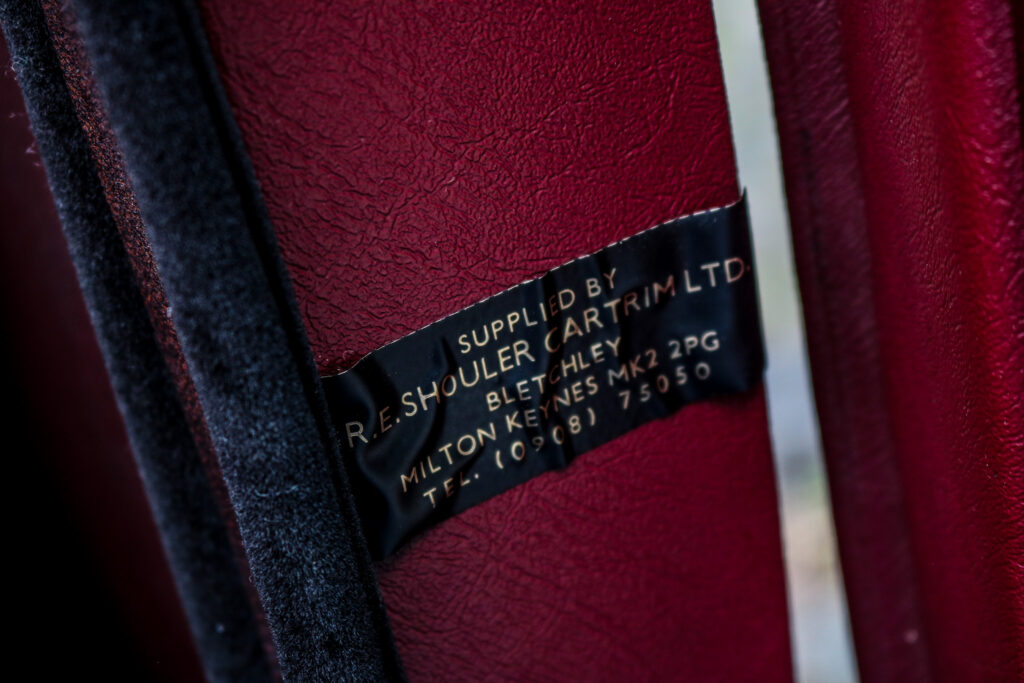 SUPPLIED BY
R.E.SHOULER CARTRIM LTD.
BLETCHLEY
MILTON KEYNES MK2 2PG
TEL. (0908) 75050